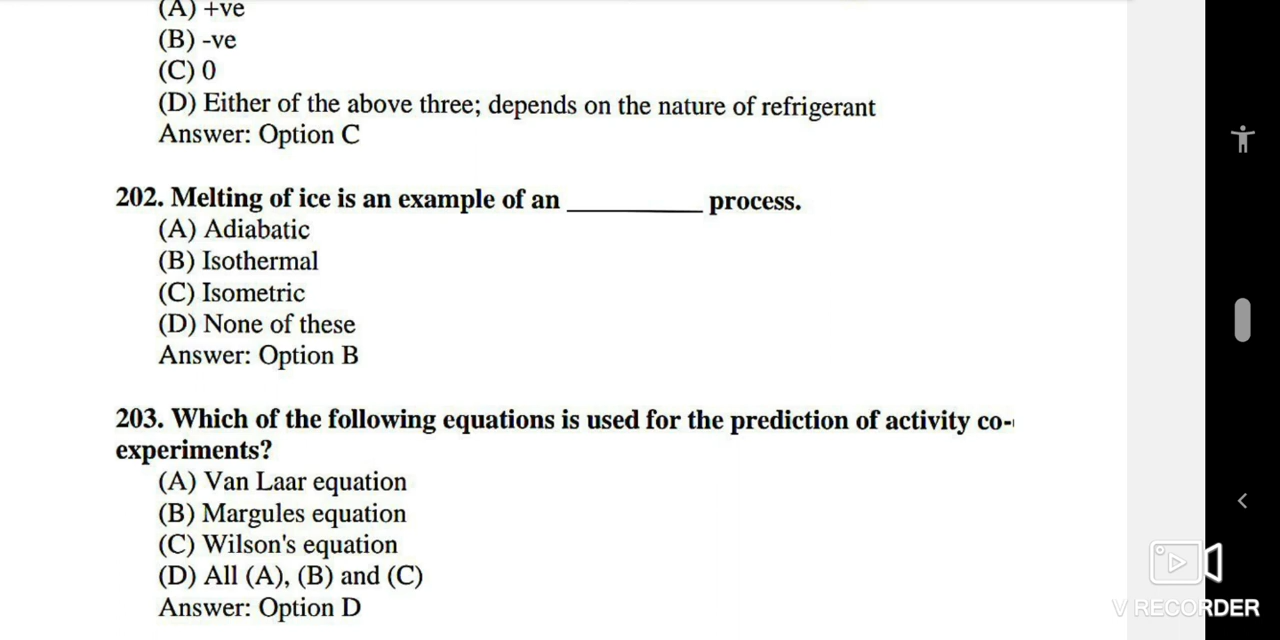 (A) +ve
(B) -ve
(C) 0
(D) Either of the above three; depends on the nature of refrigerant
Answer: Option C
202. Melting of ice is an example of an __________ process.
(A) Adiabatic
(B) Isothermal
(C) Isometric
(D) None of these
Answer: Option B
203. Which of the following equations is used for the prediction of activity co-
experiments?
(A) Van Laar equation
(B) Margules equation
(C) Wilson's equation
(D) All (A), (B) and (C)
Answer: Option D
V RECORDER